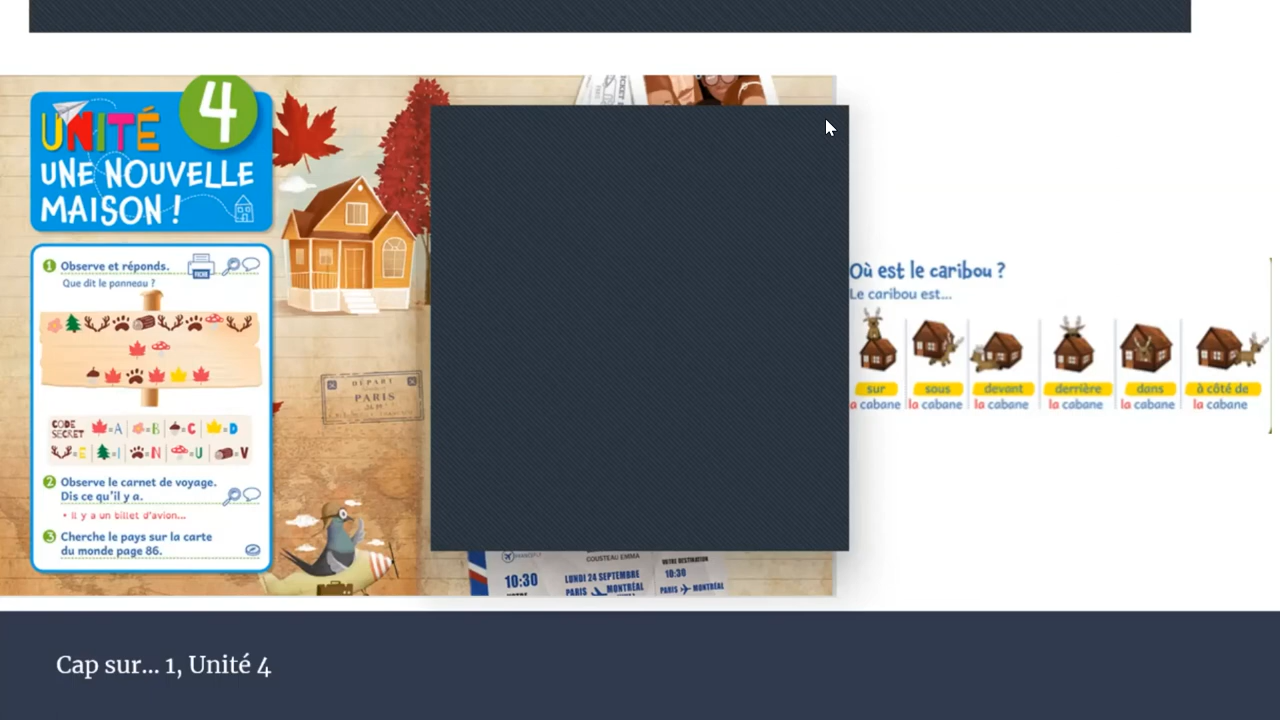 UNITÉ 4
UNE NOUVELLE
MAISON !
1 Observe et réponds.
FICHE
Que dit le panneau ?
CODE
SECRET
=A =B =C =D
=E =I =N =U =V
2 Observe le carnet de voyage.
Dis ce qu'il y a.
• Il y a un billet d'avion...
3 Cherche le pays sur la carte
du monde page 86.
DÉPART
PARIS
COUSTEAU EMMA
VOTRE DESTINATION
10:30
LUNDI 24 SEPTEMBRE
10:30
PARIS MONTRÉAL
PARIS MONTRÉAL
Où est le caribou ?
Le caribou est...
sur sous devant derrière dans à côté de
a cabane la cabane la cabane la cabane la cabane la cabane
Cap sur... 1, Unité 4